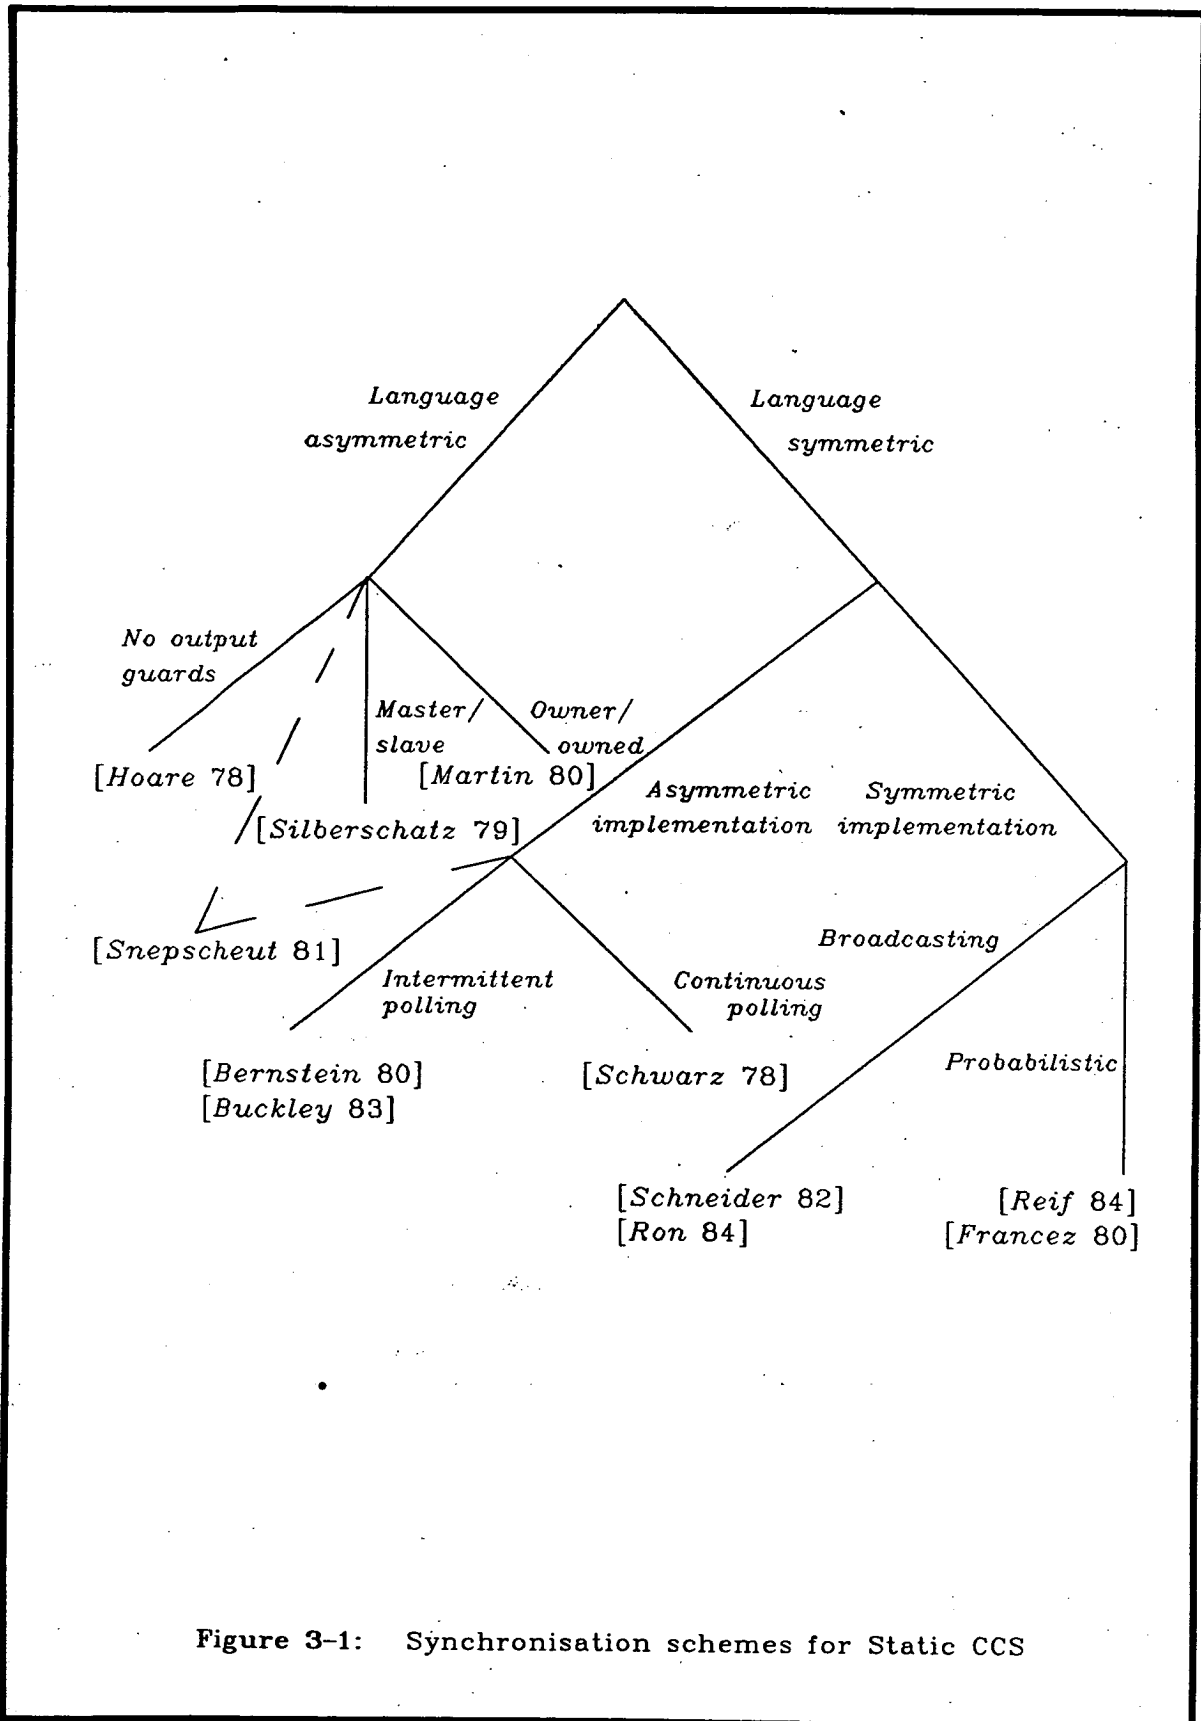 Language
asymmetric
Language
symmetric
No output
guards
Master/
slave
Owner/
owned
[Hoare 78]
[Martin 80]
[Silberschatz 79]
Asymmetric
implementation
Symmetric
implementation
[Snepscheut 81]
Broadcasting
Intermittent
polling
Continuous
polling
Probabilistic
[Bernstein 80]
[Buckley 83]
[Schwarz 78]
[Schneider 82]
[Ron 84]
[Reif 84]
[Francez 80]
Figure 3-1: Synchronisation schemes for Static CCS